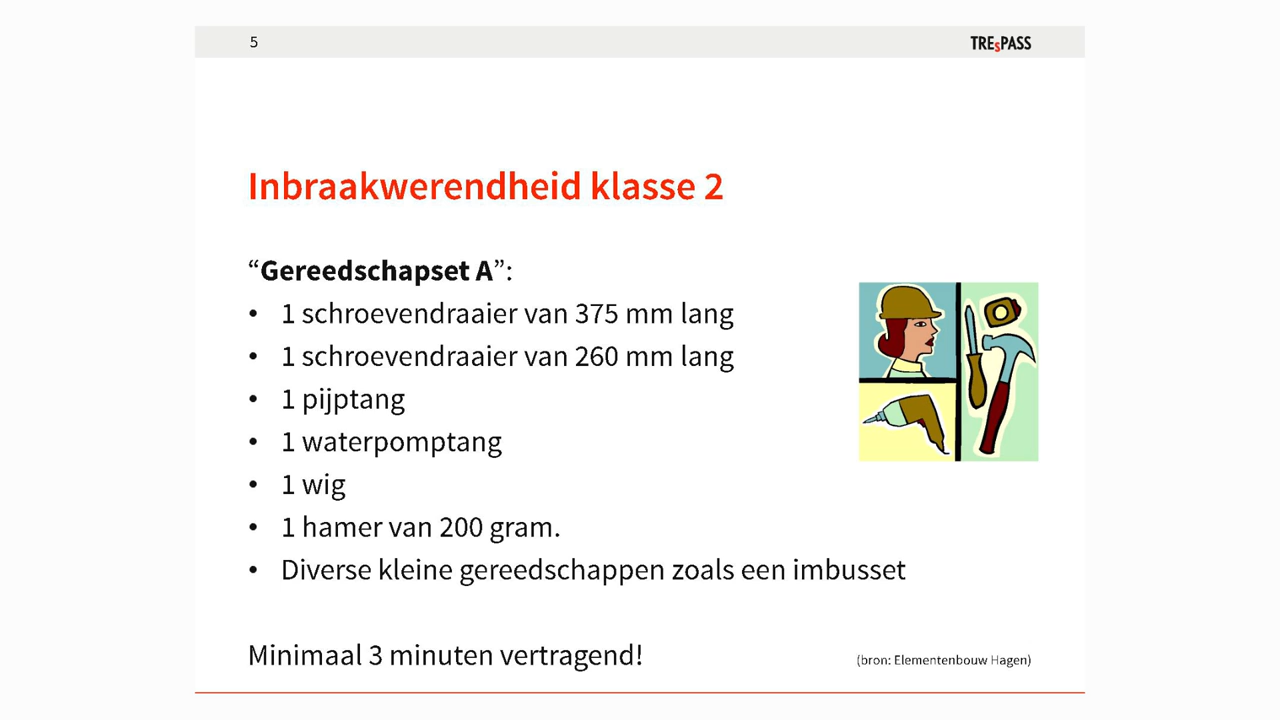 5
TREsPASS
Inbraakwerendheid klasse 2
“Gereedschapset A”:
• 1 schroevendraaier van 375 mm lang
• 1 schroevendraaier van 260 mm lang
• 1 pijptang
• 1 waterpomptang
• 1 wig
• 1 hamer van 200 gram.
• Diverse kleine gereedschappen zoals een imbusset
Minimaal 3 minuten vertragend!
(bron: Elementenbouw Hagen)